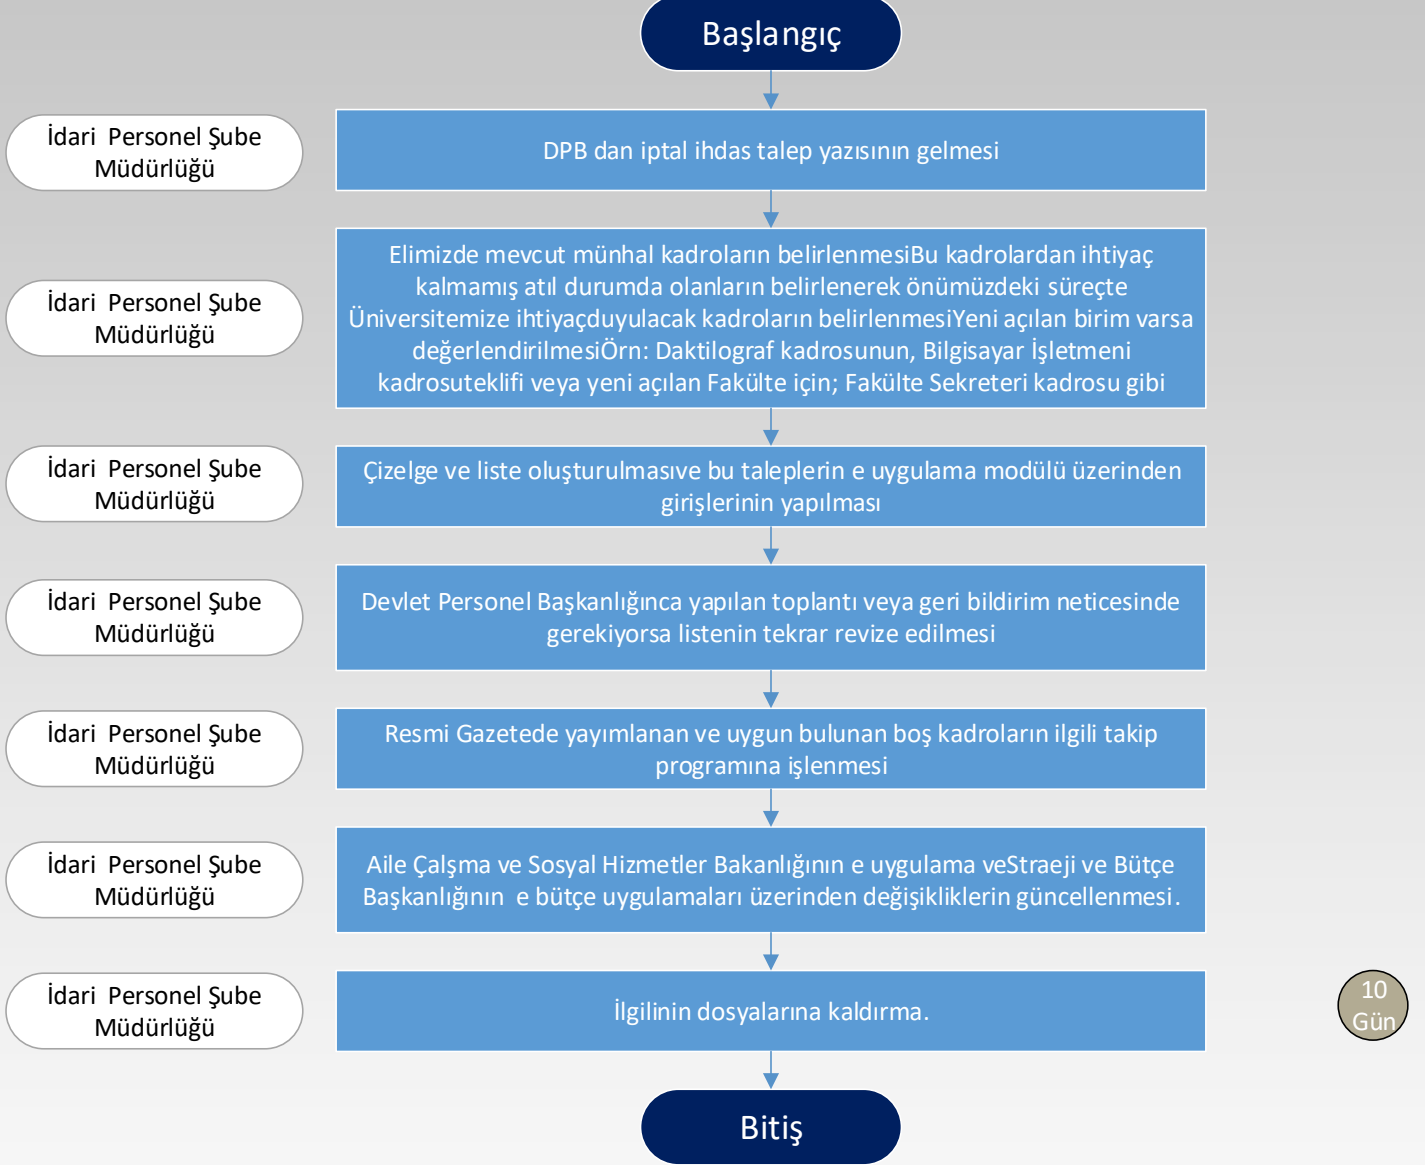 Başlangıç
İdari Personel Şube
Müdürlüğü
DPB dan iptal ihdas talep yazısının gelmesi
İdari Personel Şube
Müdürlüğü
Elimizde mevcut münhal kadroların belirlenmesiBu kadrolardan ihtiyaç
kalmamış atıl durumda olanların belirlenerek önümüzdeki süreçte
Üniversitemize ihtiyaçduyulacak kadroların belirlenmesiYeni açılan birim varsa
değerlendirilmesiÖrn: Daktilograf kadrosunun, Bilgisayar İşletmeni
kadrosuteklifi veya yeni açılan Fakülte için; Fakülte Sekreteri kadrosu gibi
İdari Personel Şube
Müdürlüğü
Çizelge ve liste oluşturulmasıve bu taleplerin e uygulama modülü üzerinden
girişlerinin yapılması
İdari Personel Şube
Müdürlüğü
Devlet Personel Başkanlığınca yapılan toplantı veya geri bildirim neticesinde
gerekiyorsa listenin tekrar revize edilmesi
İdari Personel Şube
Müdürlüğü
Resmi Gazetede yayımlanan ve uygun bulunan boş kadroların ilgili takip
programına işlenmesi
İdari Personel Şube
Müdürlüğü
Aile Çalşma ve Sosyal Hizmetler Bakanlığının e uygulama veStraeji ve Bütçe
Başkanlığının e bütçe uygulamaları üzerinden değişikliklerin güncellenmesi.
İdari Personel Şube
Müdürlüğü
İlgilinin dosyalarına kaldırma.
10
Gün
Bitiş